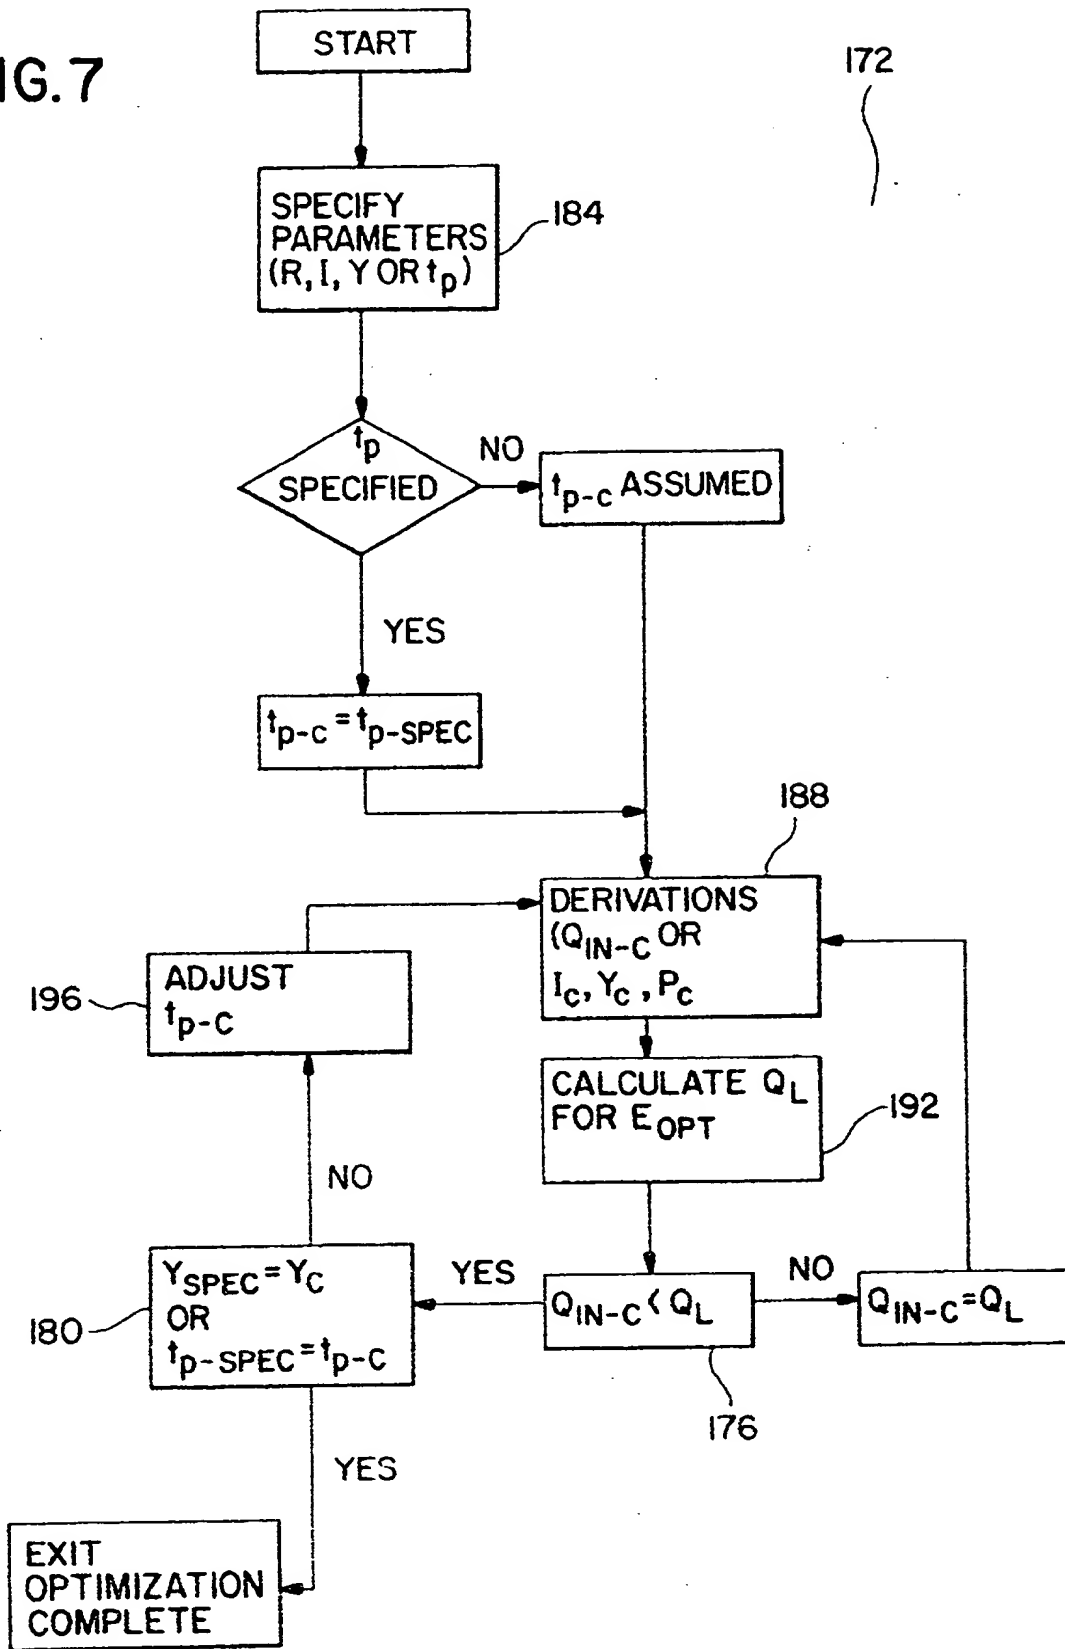 IG. 7
START
172
SPECIFY
PARAMETERS
(R, I, Y OR tp)
184
tp
SPECIFIED
NO
tp-c ASSUMED
YES
tp-c = tp-SPEC
188
DERIVATIONS
(QIN-C OR
Ic, Yc, Pc
ADJUST
tp-C
196
CALCULATE QL
FOR EOPT
192
NO
YSPEC = YC
OR
tp-SPEC = tp-C
180
YES
QIN-C < QL
NO
QIN-C = QL
176
YES
EXIT
OPTIMIZATION
COMPLETE